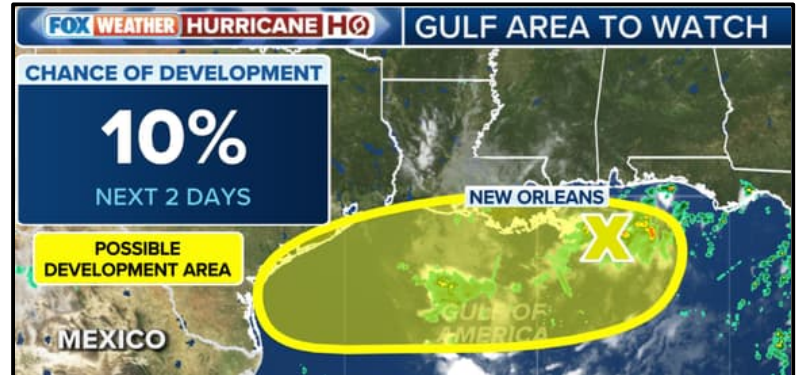 FOX WEATHER HURRICANE HQ
GULF AREA TO WATCH
CHANCE OF DEVELOPMENT
10%
NEXT 2 DAYS
NEW ORLEANS
X
POSSIBLE
DEVELOPMENT AREA
GULF OF
AMERICA
MEXICO